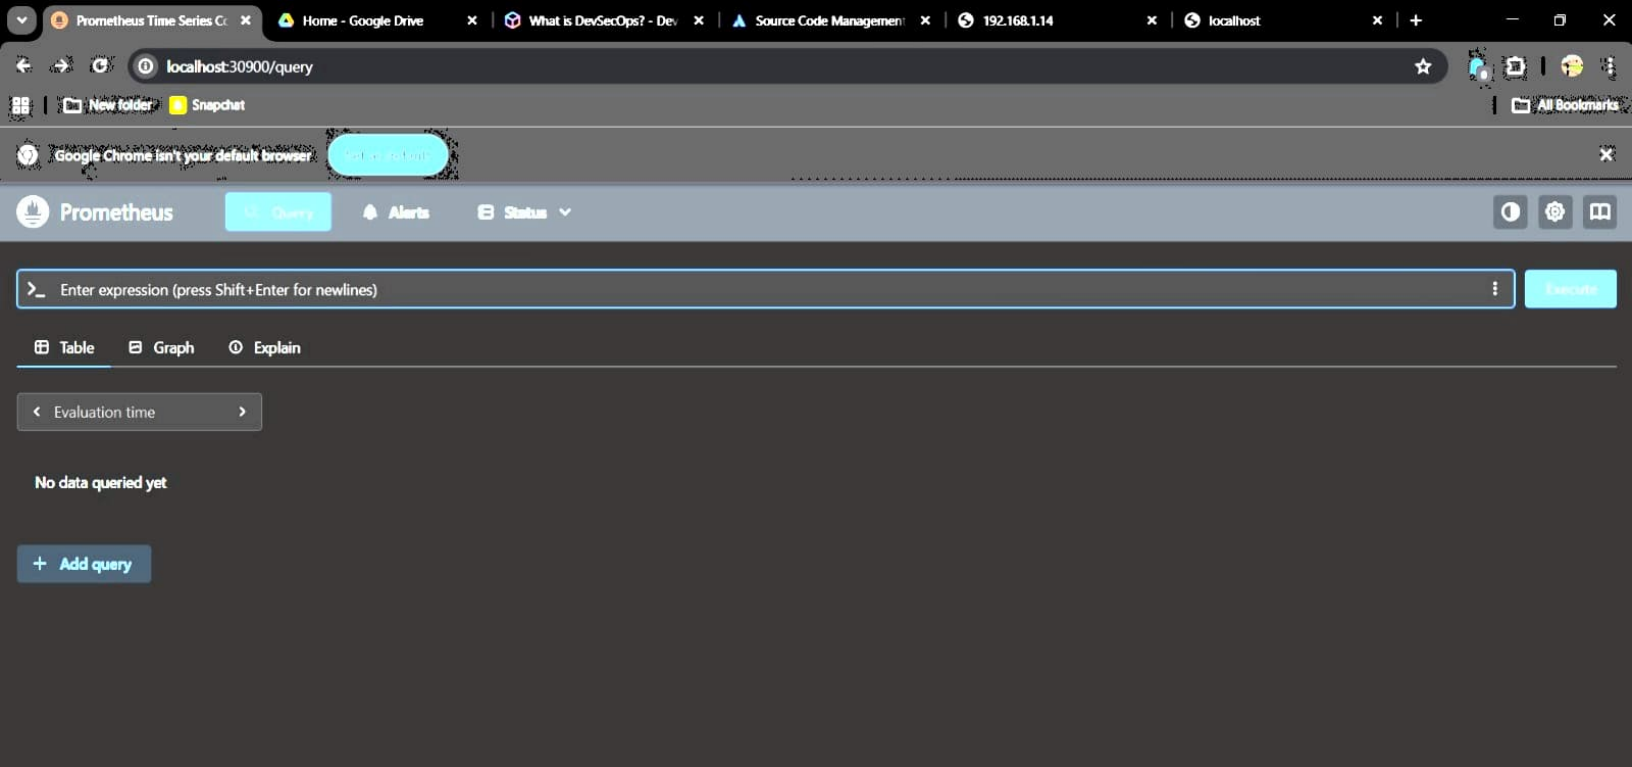 Prometheus Time Series Co
Home - Google Drive
What is DevSecOps? - Dev
Source Code Management
192.168.1.14
localhost
localhost:30900/query
New folder
Snapchat
All Bookmarks
Google Chrome isn't your default browser
Prometheus
Query
Alerts
Status
>_ Enter expression (press Shift+Enter for newlines)
Execute
Table
Graph
Explain
< Evaluation time >
No data queried yet
+ Add query